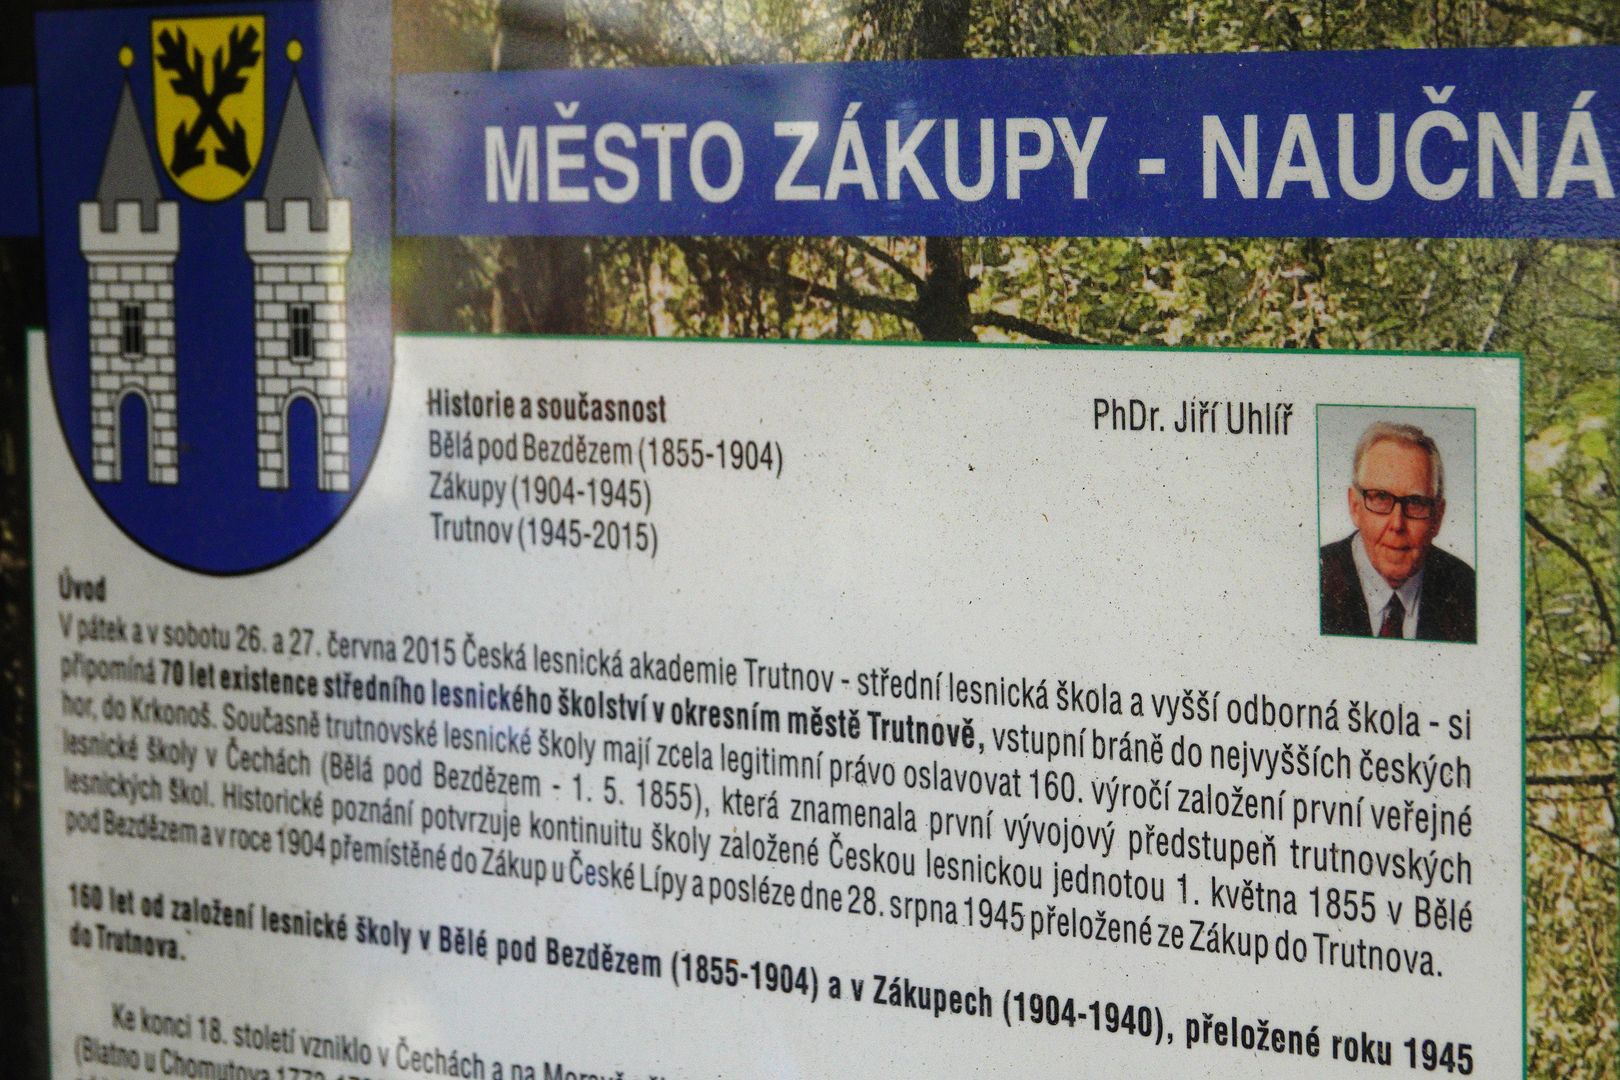 MĚSTO ZÁKUPY - NAUČNÁ
Historie a současnost
Bělá pod Bezdězem (1855-1904)
Zákupy (1904-1945)
Trutnov (1945-2015)
PhDr. Jiří Uhlíř
Úvod
V pátek a v sobotu 26. a 27. června 2015 Česká lesnická akademie Trutnov - střední lesnická škola a vyšší odborná škola - si
připomíná 70 let existence středního lesnického školství v okresním městě Trutnově, vstupní bráně do nejvyšších českých
hor, do Krkonoš. Současně trutnovské lesnické školy mají zcela legitimní právo oslavovat 160. výročí založení první veřejné
lesnické školy v Čechách (Bělá pod Bezdězem - 1. 5. 1855), která znamenala první vývojový předstupeň trutnovských
lesnických škol. Historické poznání potvrzuje kontinuitu školy založené Českou lesnickou jednotou 1. května 1855 v Bělé
pod Bezdězem a v roce 1904 přemístěné do Zákup u České Lípy a posléze dne 28. srpna 1945 přeložené ze Zákup do Trutnova.
160 let od založení lesnické školy v Bělé pod Bezdězem (1855-1904) a v Zákupech (1904-1940), přeložené roku 1945
do Trutnova.
Ke konci 18. století vzniklo v Čechách a na Moravě
(Blatno u Chomutova